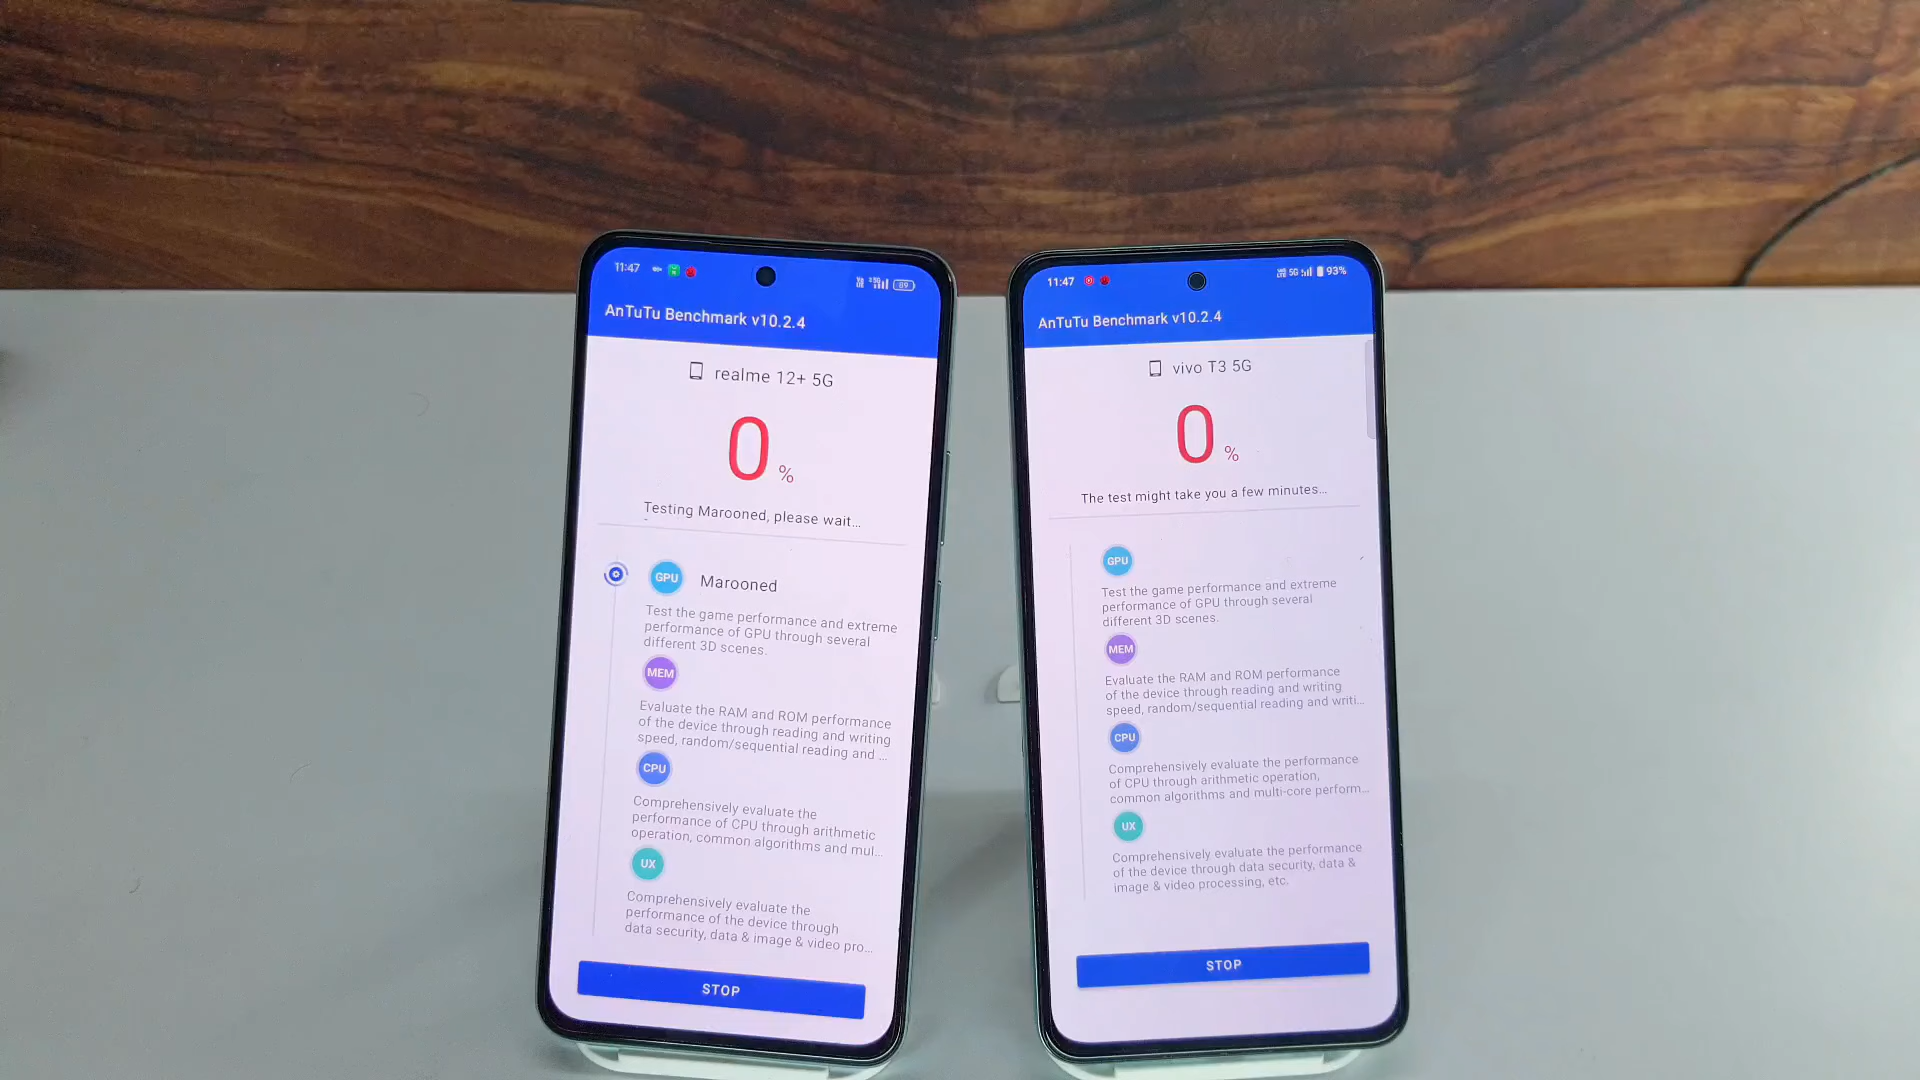 11:47
89
AnTuTu Benchmark v10.2.4
realme 12+ 5G
0 %
Testing Marooned, please wait...
GPU Marooned
Test the game performance and extreme
performance of GPU through several
different 3D scenes.
MEM
Evaluate the RAM and ROM performance
of the device through reading and writing
speed, random/sequential reading and ...
CPU
Comprehensively evaluate the
performance of CPU through arithmetic
operation, common algorithms and mul...
UX
Comprehensively evaluate the
performance of the device through
data security, data & image & video pro...
STOP
11:47
5G 93%
AnTuTu Benchmark v10.2.4
vivo T3 5G
0 %
The test might take you a few minutes...
GPU
Test the game performance and extreme
performance of GPU through several
different 3D scenes.
MEM
Evaluate the RAM and ROM performance
of the device through reading and writing
speed, random/sequential reading and writi...
CPU
Comprehensively evaluate the performance
of CPU through arithmetic operation,
common algorithms and multi-core perform...
UX
Comprehensively evaluate the performance
of the device through data security, data &
image & video processing, etc.
STOP